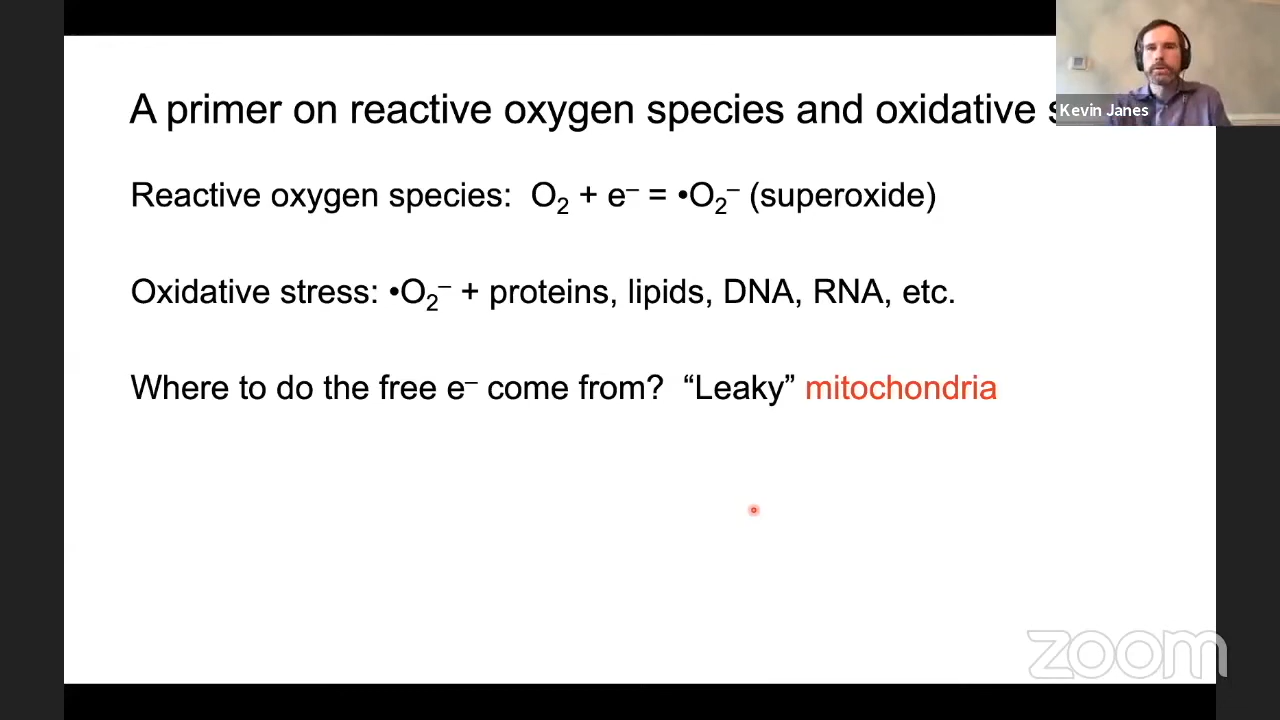 A primer on reactive oxygen species and oxidative
Kevin Janes
Reactive oxygen species: O₂ + e⁻ = •O₂⁻ (superoxide)
Oxidative stress: •O₂⁻ + proteins, lipids, DNA, RNA, etc.
Where to do the free e⁻ come from? “Leaky” mitochondria
zoom